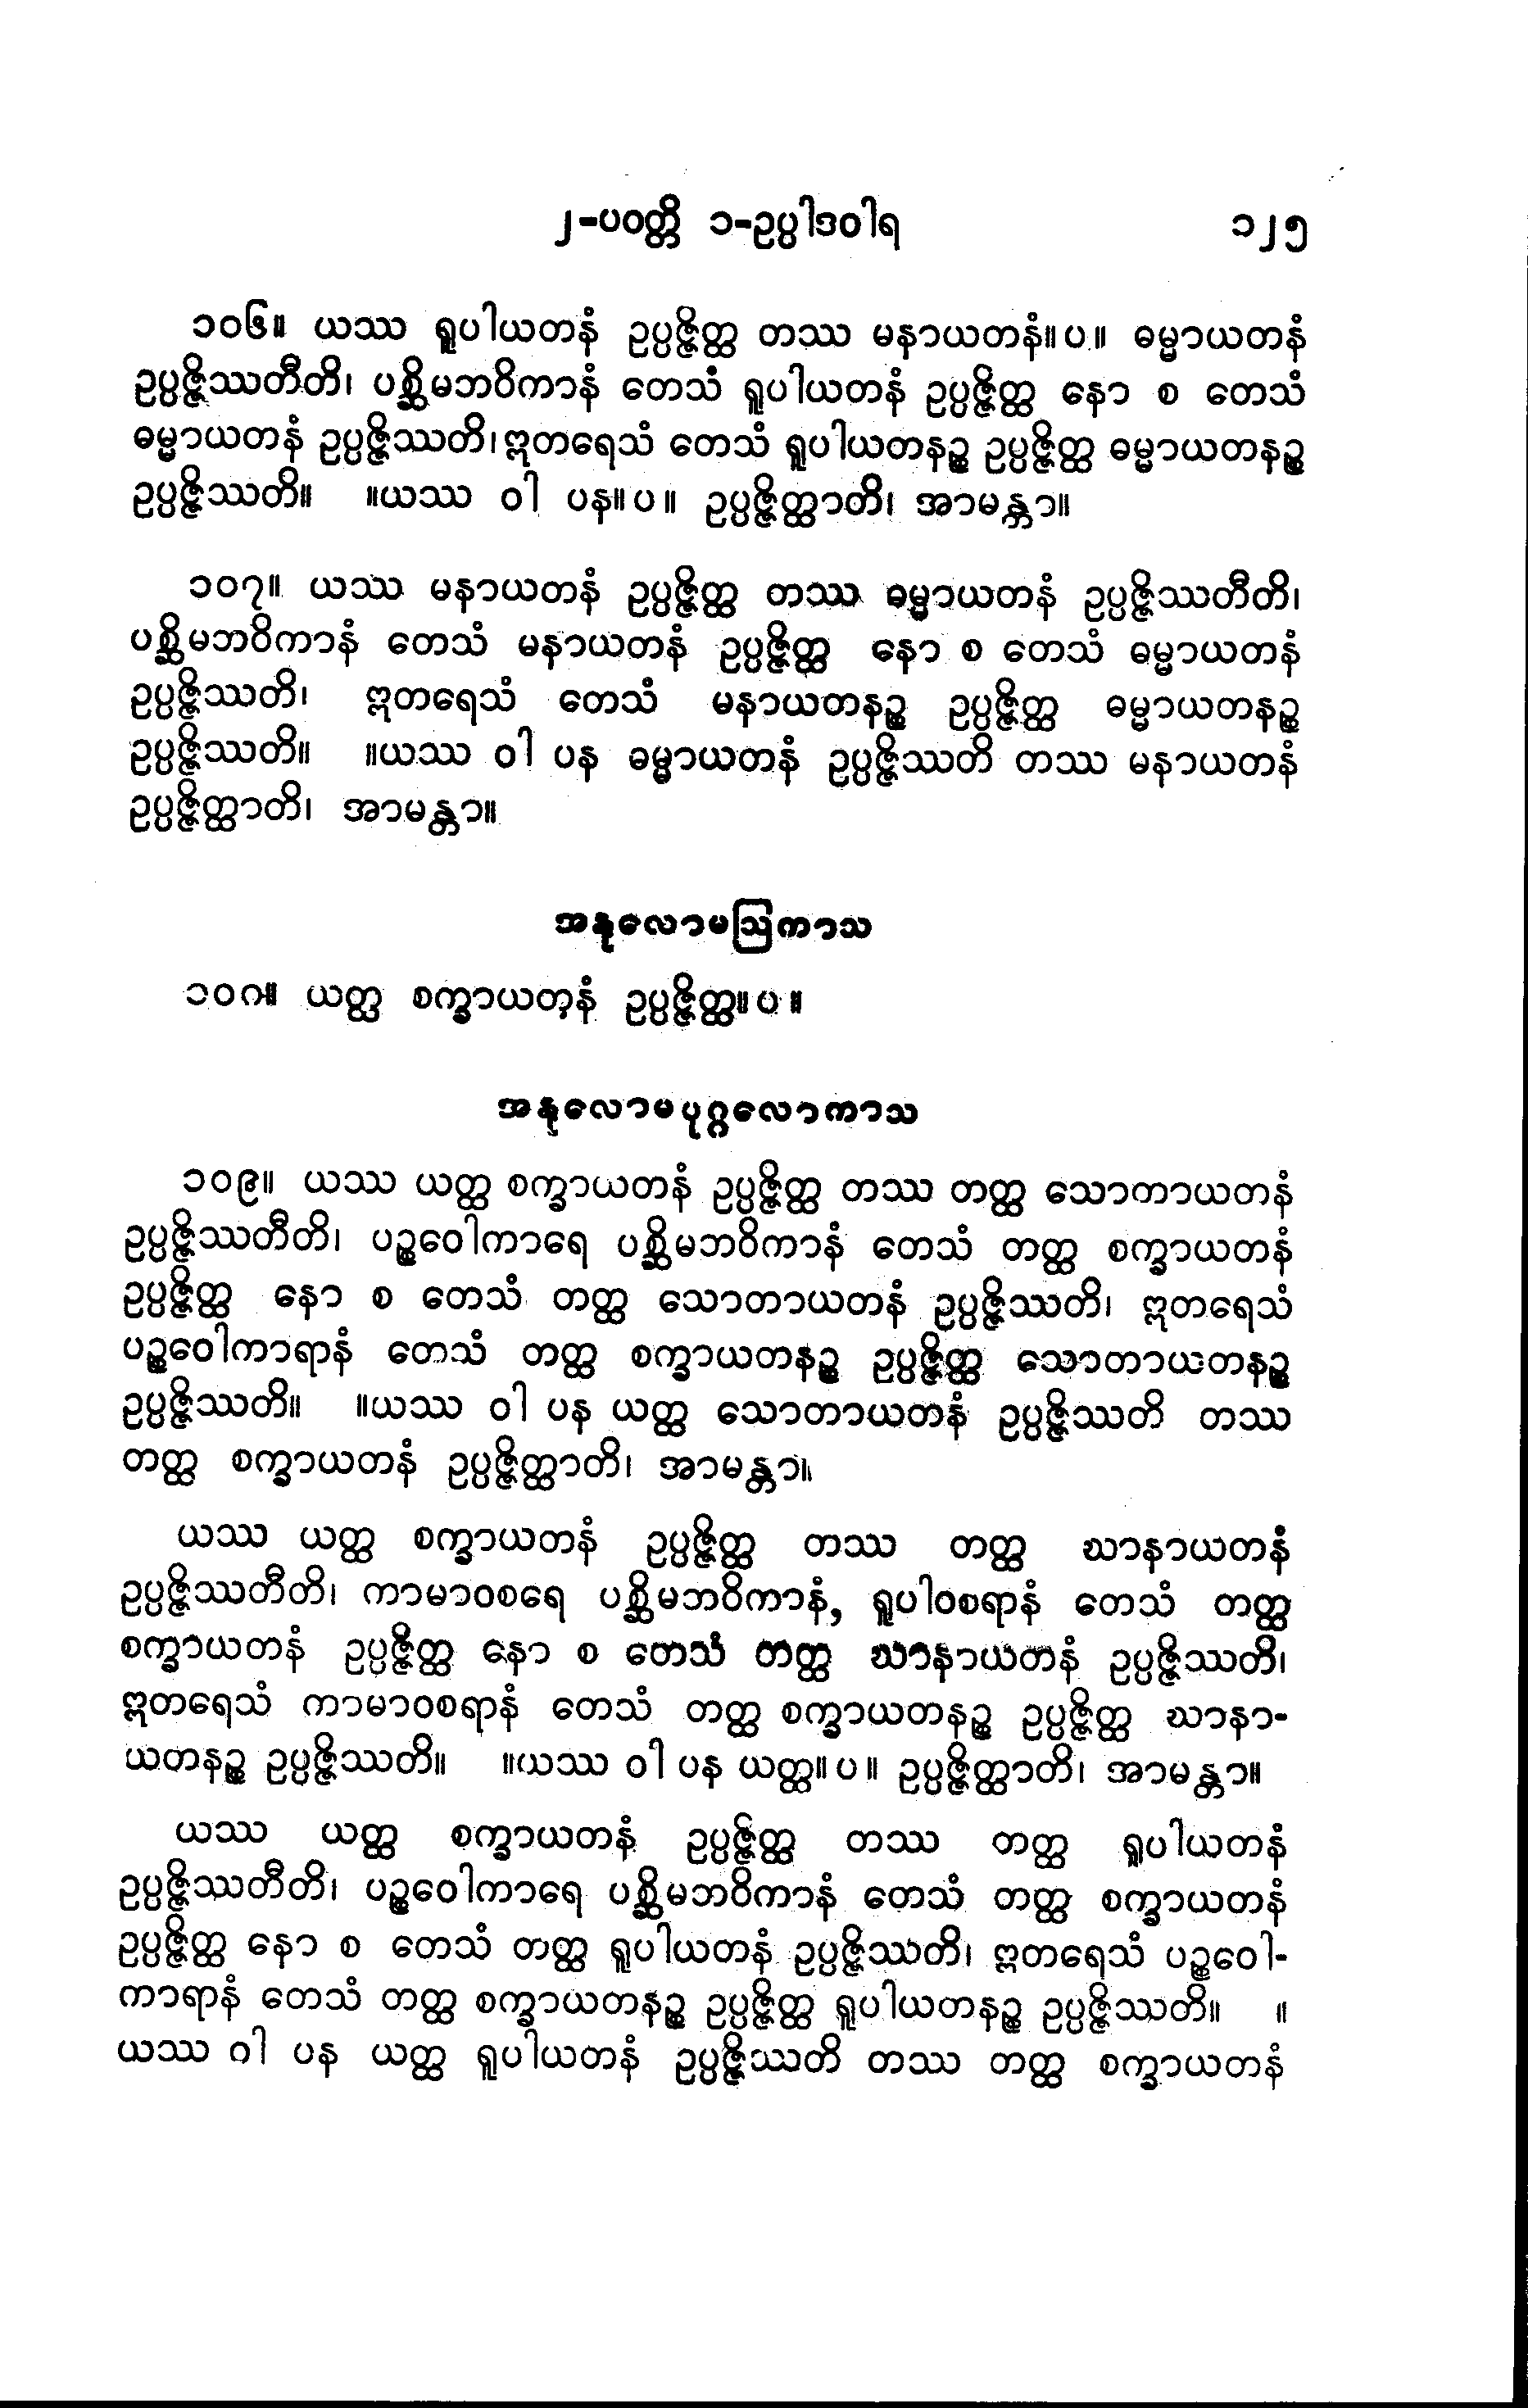 ၂-ပဝတ္တိ ၁-ဥပ္ပါဒဝါရ ၁၂၅
၁၀၆။ ယဿ ရူပါယတနံ ဥပ္ပဇ္ဇိတ္ထ တဿ မနာယတနံ။ပ။ ဓမ္မာယတနံ
ဥပ္ပဇ္ဇိဿတီတိ၊ ပစ္ဆိမဘဝိကာနံ တေသံ ရူပါယတနံ ဥပ္ပဇ္ဇိတ္ထ နော စ တေသံ
ဓမ္မာယတနံ ဥပ္ပဇ္ဇိဿတိ၊ ဣတရေသံ တေသံ ရူပါယတနဉ္စ ဥပ္ပဇ္ဇိတ္ထ ဓမ္မာယတနဉ္စ
ဥပ္ပဇ္ဇိဿတိ။ ။ယဿ ဝါ ပန။ပ။ ဥပ္ပဇ္ဇိတ္ထာတိ၊ အာမန္တာ။
၁၀၇။ ယဿ မနာယတနံ ဥပ္ပဇ္ဇိတ္ထ တဿ ဓမ္မာယတနံ ဥပ္ပဇ္ဇိဿတီတိ၊
ပစ္ဆိမဘဝိကာနံ တေသံ မနာယတနံ ဥပ္ပဇ္ဇိတ္ထ နော စ တေသံ ဓမ္မာယတနံ
ဥပ္ပဇ္ဇိဿတိ၊ ဣတရေသံ တေသံ မနာယတနဉ္စ ဥပ္ပဇ္ဇိတ္ထ ဓမ္မာယတနဉ္စ
ဥပ္ပဇ္ဇိဿတိ။ ။ယဿ ဝါ ပန ဓမ္မာယတနံ ဥပ္ပဇ္ဇိဿတိ တဿ မနာယတနံ
ဥပ္ပဇ္ဇိတ္ထာတိ၊ အာမန္တာ။
အနုလောမဩကာသ
၁၀၈။ ယတ္ထ စက္ခာယတနံ ဥပ္ပဇ္ဇိတ္ထ။ပ။
အနုလောမပုဂ္ဂလောကာသ
၁၀၉။ ယဿ ယတ္ထ စက္ခာယတနံ ဥပ္ပဇ္ဇိတ္ထ တဿ တတ္ထ သောတာယတနံ
ဥပ္ပဇ္ဇိဿတီတိ၊ ပဉ္စဝေါကာရေ ပစ္ဆိမဘဝိကာနံ တေသံ တတ္ထ စက္ခာယတနံ
ဥပ္ပဇ္ဇိတ္ထ နော စ တေသံ တတ္ထ သောတာယတနံ ဥပ္ပဇ္ဇိဿတိ၊ ဣတရေသံ
ပဉ္စဝေါကာရာနံ တေသံ တတ္ထ စက္ခာယတနဉ္စ ဥပ္ပဇ္ဇိတ္ထ သောတာယတနဉ္စ
ဥပ္ပဇ္ဇိဿတိ။ ။ယဿ ဝါ ပန ယတ္ထ သောတာယတနံ ဥပ္ပဇ္ဇိဿတိ တဿ
တတ္ထ စက္ခာယတနံ ဥပ္ပဇ္ဇိတ္ထာတိ၊ အာမန္တာ။
ယဿ ယတ္ထ စက္ခာယတနံ ဥပ္ပဇ္ဇိတ္ထ တဿ တတ္ထ ဃာနာယတနံ
ဥပ္ပဇ္ဇိဿတီတိ၊ ကာမာဝစရေ ပစ္ဆိမဘဝိကာနံ, ရူပါဝစရာနံ တေသံ တတ္ထ
စက္ခာယတနံ ဥပ္ပဇ္ဇိတ္ထ နော စ တေသံ တတ္ထ ဃာနာယတနံ ဥပ္ပဇ္ဇိဿတိ၊
ဣတရေသံ ကာမာဝစရာနံ တေသံ တတ္ထ စက္ခာယတနဉ္စ ဥပ္ပဇ္ဇိတ္ထ ဃာနာ-
ယတနဉ္စ ဥပ္ပဇ္ဇိဿတိ။ ။ယဿ ဝါ ပန ယတ္ထ။ပ။ ဥပ္ပဇ္ဇိတ္ထာတိ၊ အာမန္တာ။
ယဿ ယတ္ထ စက္ခာယတနံ ဥပ္ပဇ္ဇိတ္ထ တဿ တတ္ထ ရူပါယတနံ
ဥပ္ပဇ္ဇိဿတီတိ၊ ပဉ္စဝေါကာရေ ပစ္ဆိမဘဝိကာနံ တေသံ တတ္ထ စက္ခာယတနံ
ဥပ္ပဇ္ဇိတ္ထ နော စ တေသံ တတ္ထ ရူပါယတနံ ဥပ္ပဇ္ဇိဿတိ၊ ဣတရေသံ ပဉ္စဝေါ-
ကာရာနံ တေသံ တတ္ထ စက္ခာယတနဉ္စ ဥပ္ပဇ္ဇိတ္ထ ရူပါယတနဉ္စ ဥပ္ပဇ္ဇိဿတိ။ ။
ယဿ ဝါ ပန ယတ္ထ ရူပါယတနံ ဥပ္ပဇ္ဇိဿတိ တဿ တတ္ထ စက္ခာယတနံ